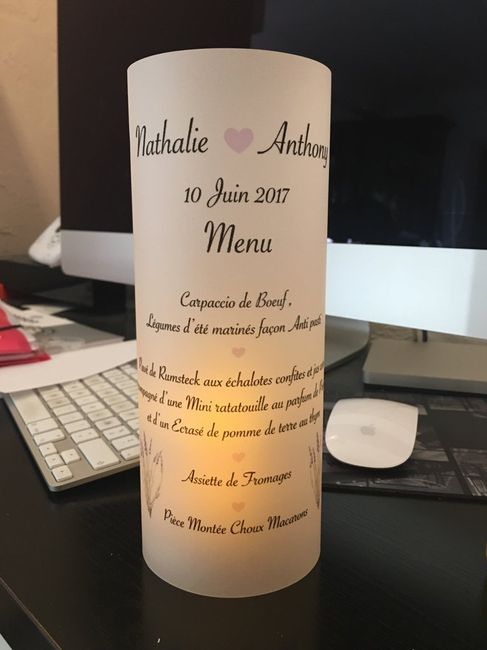 Nathalie Anthony
10 Juin 2017
Menu
Carpaccio de Boeuf,
Légumes d'été marinés façon Anti pasti
de Rumsteck aux échalotes confites et jus
d'une Mini ratatouille au parfum de
et d'un Ecrasé de pomme de terre au thym
Assiette de Fromages
Pièce Montée Choux Macarons